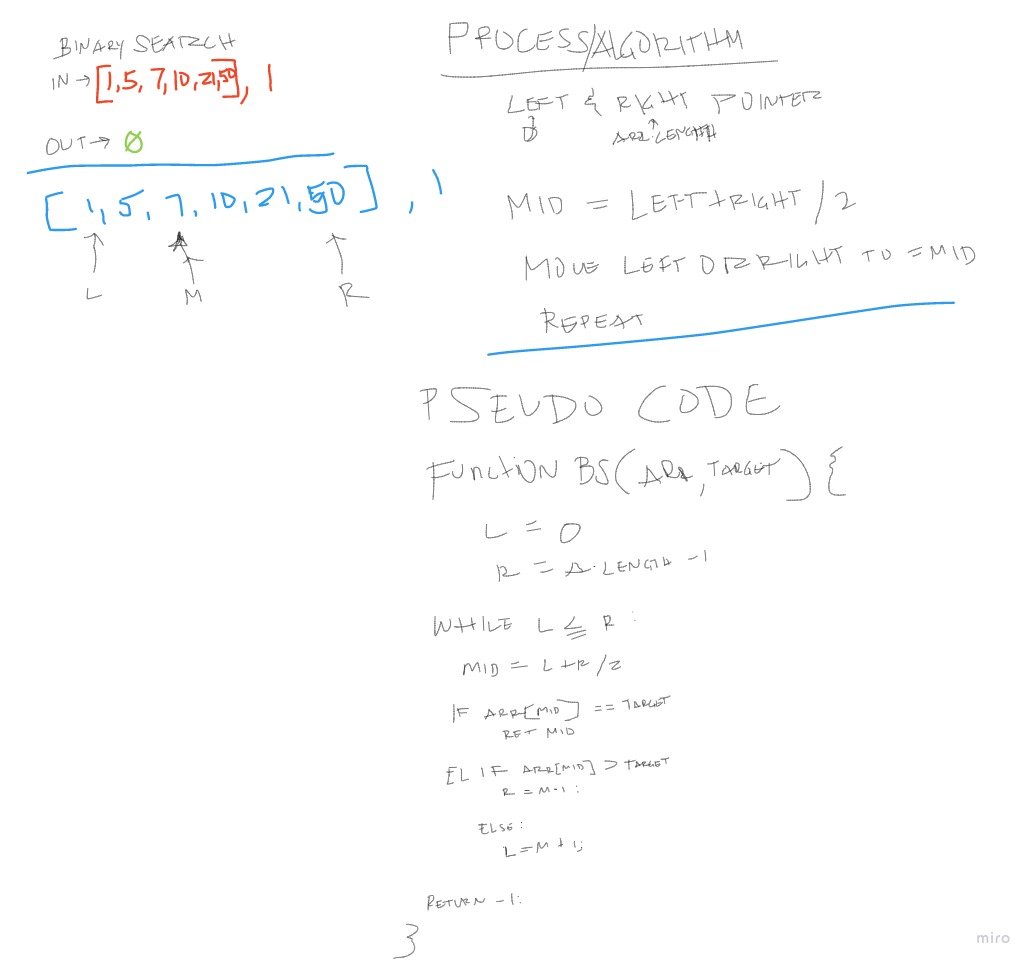 BINARY SEARCH
IN → [1,5,7,10,21,50], 1
OUT → 0
[1, 5, 7, 10, 21, 50], 1
L M R
PROCESS/ALGORITHM
LEFT & RIGHT POINTER
0 ARR.LENGTH
MID = LEFT+RIGHT/2
MOVE LEFT OR RIGHT TO =MID
REPEAT
PSEUDO CODE
FUNCTION BS(ARR, TARGET) {
L = 0
R = A.LENGTH -1
WHILE L <= R :
MID = L+R/2
IF ARR[MID] == TARGET
RET MID
EL IF ARR[MID] > TARGET
R = M-1:
ELSE:
L=M+1;
RETURN -1:
}
miro